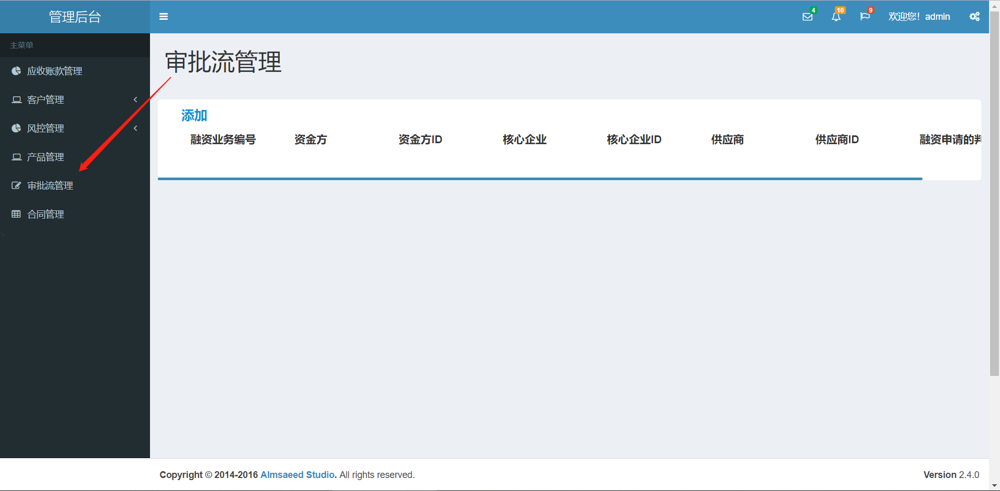 管理后台
4
10
9
欢迎您! admin
主菜单
应收账款管理
客户管理
风控管理
产品管理
审批流管理
合同管理
>
审批流管理
添加
融资业务编号 资金方 资金方ID 核心企业 核心企业ID 供应商 供应商ID 融资申请的判
Copyright © 2014-2016 Almsaeed Studio. All rights reserved.
Version 2.4.0